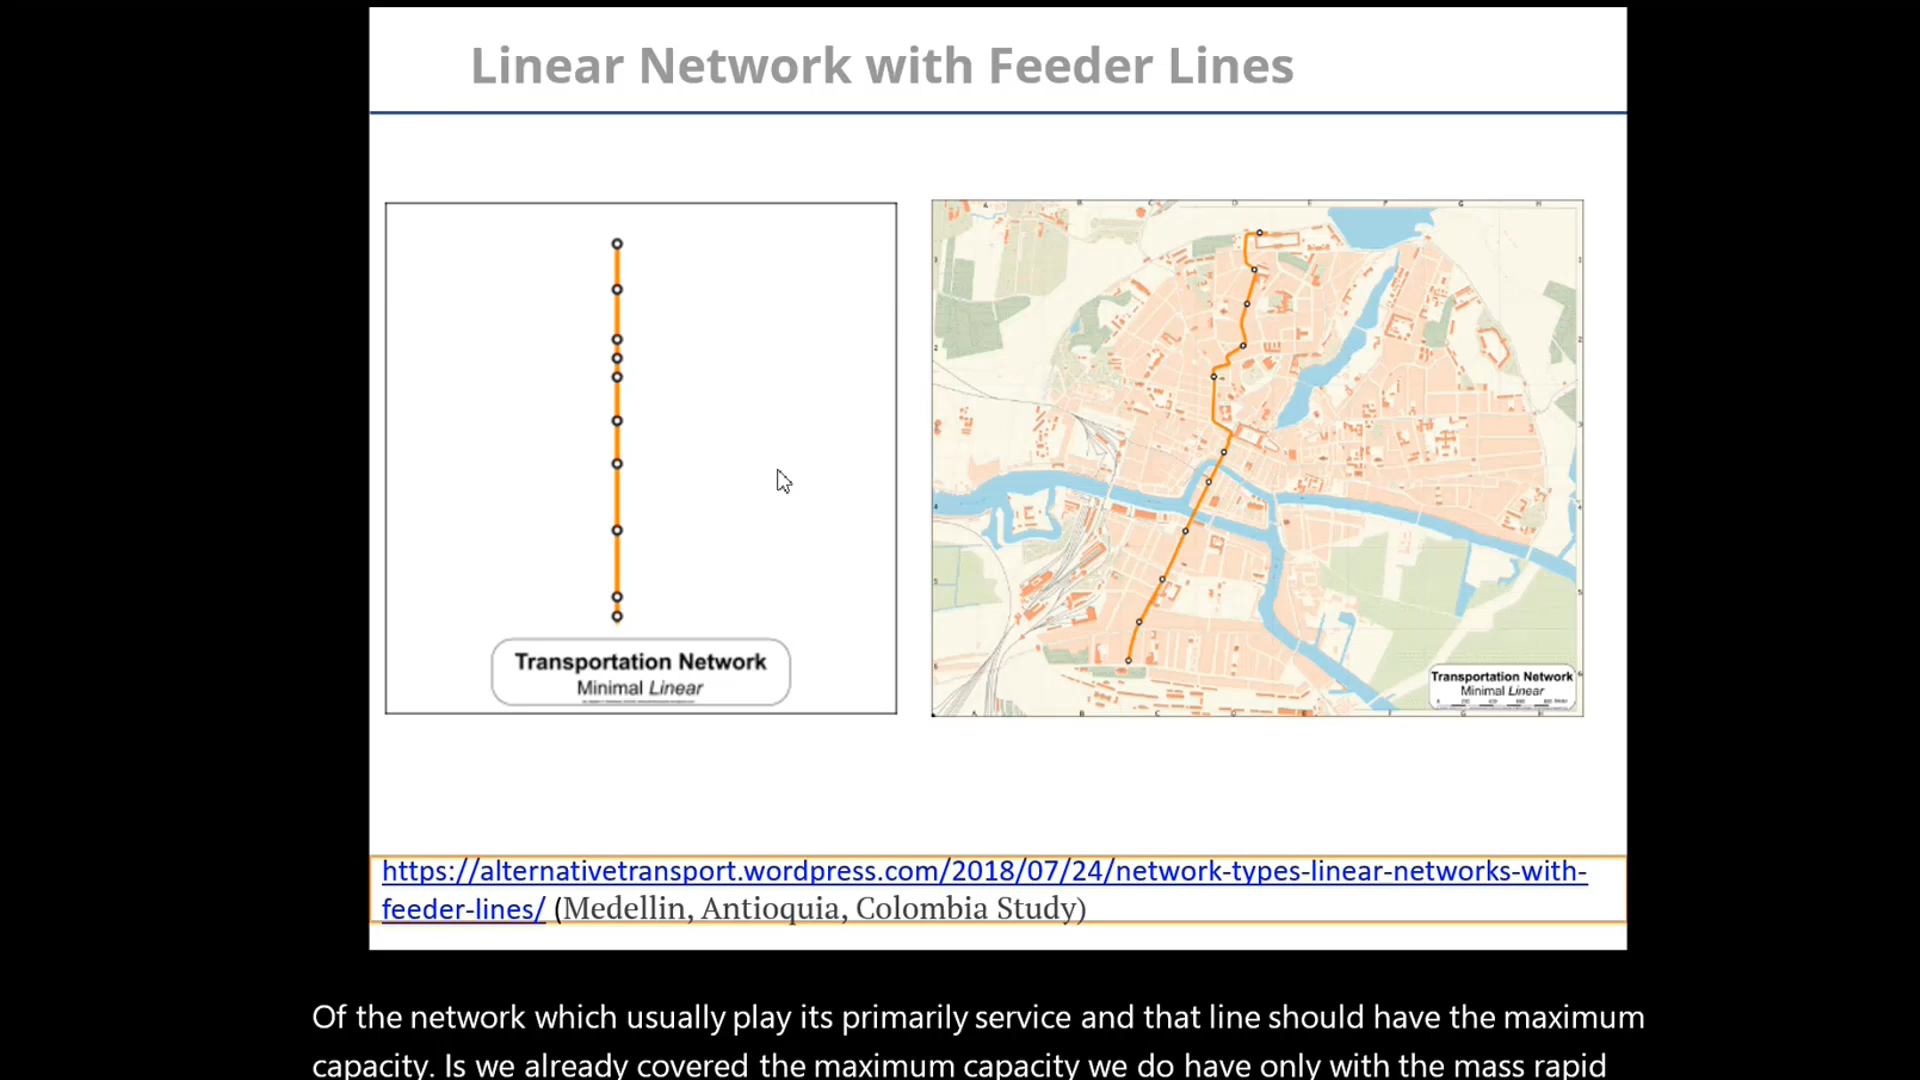 Linear Network with Feeder Lines
Transportation Network
Minimal Linear
Transportation Network
Minimal Linear
https://alternativetransport.wordpress.com/2018/07/24/network-types-linear-networks-with-
feeder-lines/ (Medellin, Antioquia, Colombia Study)
Of the network which usually play its primarily service and that line should have the maximum
capacity. Is we already covered the maximum capacity we do have only with the mass rapid